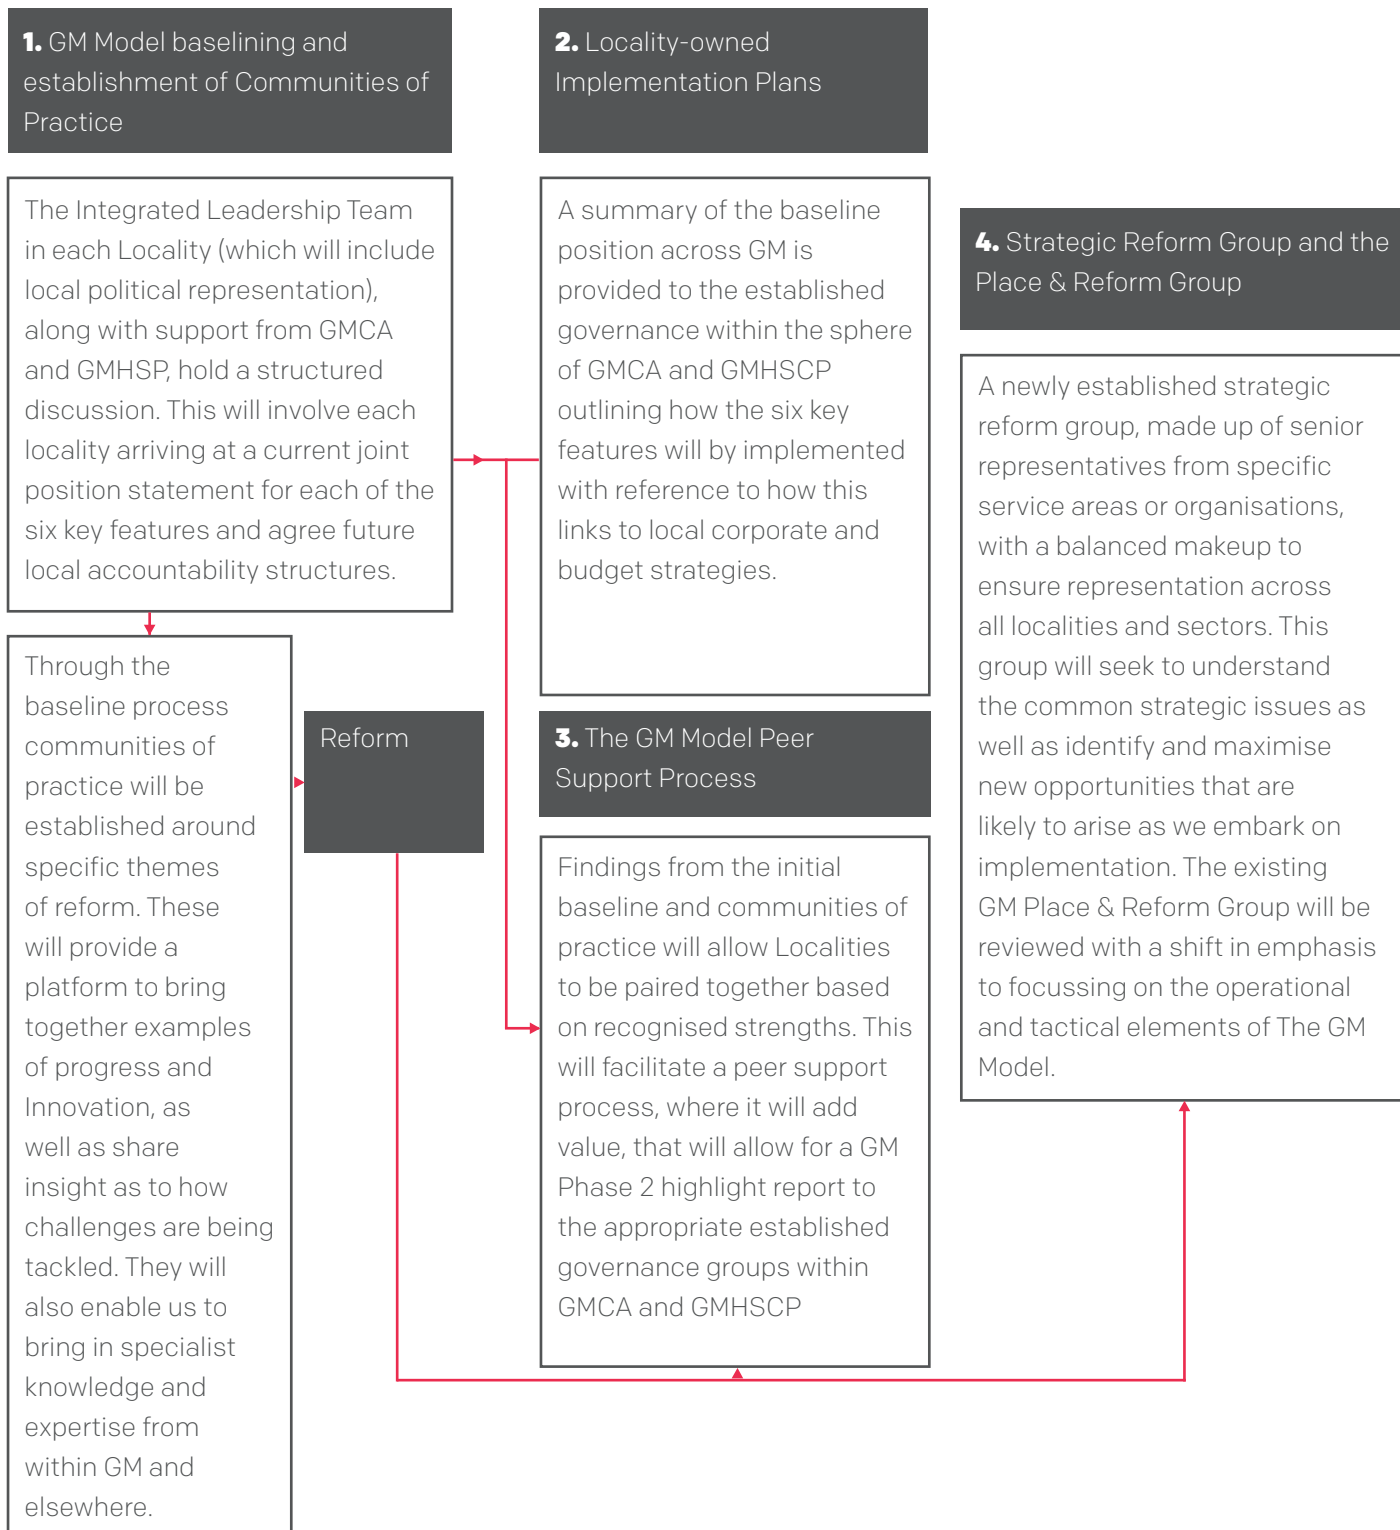 1. GM Model baselining and
establishment of Communities of
Practice
The Integrated Leadership Team
in each Locality (which will include
local political representation),
along with support from GMCA
and GMHSP, hold a structured
discussion. This will involve each
locality arriving at a current joint
position statement for each of the
six key features and agree future
local accountability structures.
Through the
baseline process
communities of
practice will be
established around
specific themes
of reform. These
will provide a
platform to bring
together examples
of progress and
Innovation, as
well as share
insight as to how
challenges are being
tackled. They will
also enable us to
bring in specialist
knowledge and
expertise from
within GM and
elsewhere.
Reform
2. Locality-owned
Implementation Plans
A summary of the baseline
position across GM is
provided to the established
governance within the sphere
of GMCA and GMHSCP
outlining how the six key
features will by implemented
with reference to how this
links to local corporate and
budget strategies.
3. The GM Model Peer
Support Process
Findings from the initial
baseline and communities of
practice will allow Localities
to be paired together based
on recognised strengths. This
will facilitate a peer support
process, where it will add
value, that will allow for a GM
Phase 2 highlight report to
the appropriate established
governance groups within
GMCA and GMHSCP
4. Strategic Reform Group and the
Place & Reform Group
A newly established strategic
reform group, made up of senior
representatives from specific
service areas or organisations,
with a balanced makeup to
ensure representation across
all localities and sectors. This
group will seek to understand
the common strategic issues as
well as identify and maximise
new opportunities that are
likely to arise as we embark on
implementation. The existing
GM Place & Reform Group will be
reviewed with a shift in emphasis
to focussing on the operational
and tactical elements of The GM
Model.